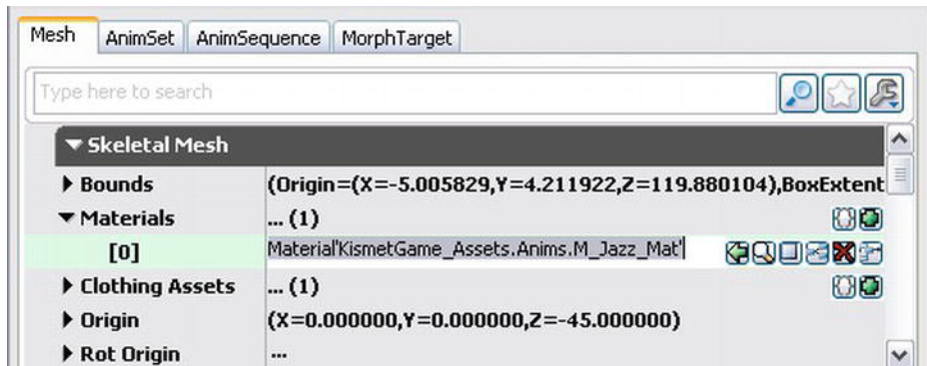 Mesh AnimSet AnimSequence MorphTarget
Type here to search
Skeletal Mesh
Bounds (Origin=(X=-5.005829,Y=4.211922,Z=119.880104),BoxExtent
Materials ... (1)
[0] Material'KismetGame_Assets.Anims.M_Jazz_Mat'
Clothing Assets ... (1)
Origin (X=0.000000,Y=0.000000,Z=-45.000000)
Rot Origin ...